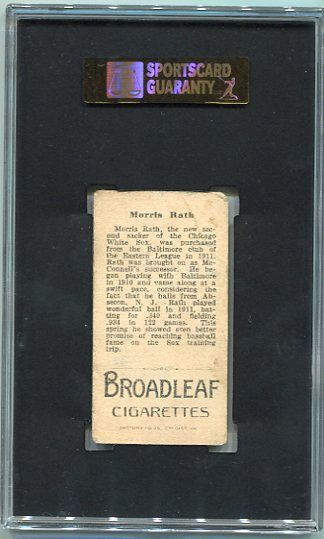 SPORTSCARD
GUARANTY
Morris Rath
Morris Rath, the new sec-
ond sacker of the Chicago
White Sox, was purchased
from the Baltimore club of
the Eastern League in 1911.
Rath was brought on as Mc-
Connell's successor. He be-
gan playing with Baltimore
in 1910 and came along at a
swift pace, considering the
fact that he hails from Ab-
secon, N. J. Rath played
wonderful ball in 1911, bat-
ting for .340 and fielding
.934 in 122 games. This
spring he showed even better
promise of reaching baseball
fame on the Sox training
trip.
BROADLEAF
CIGARETTES
FACTORY